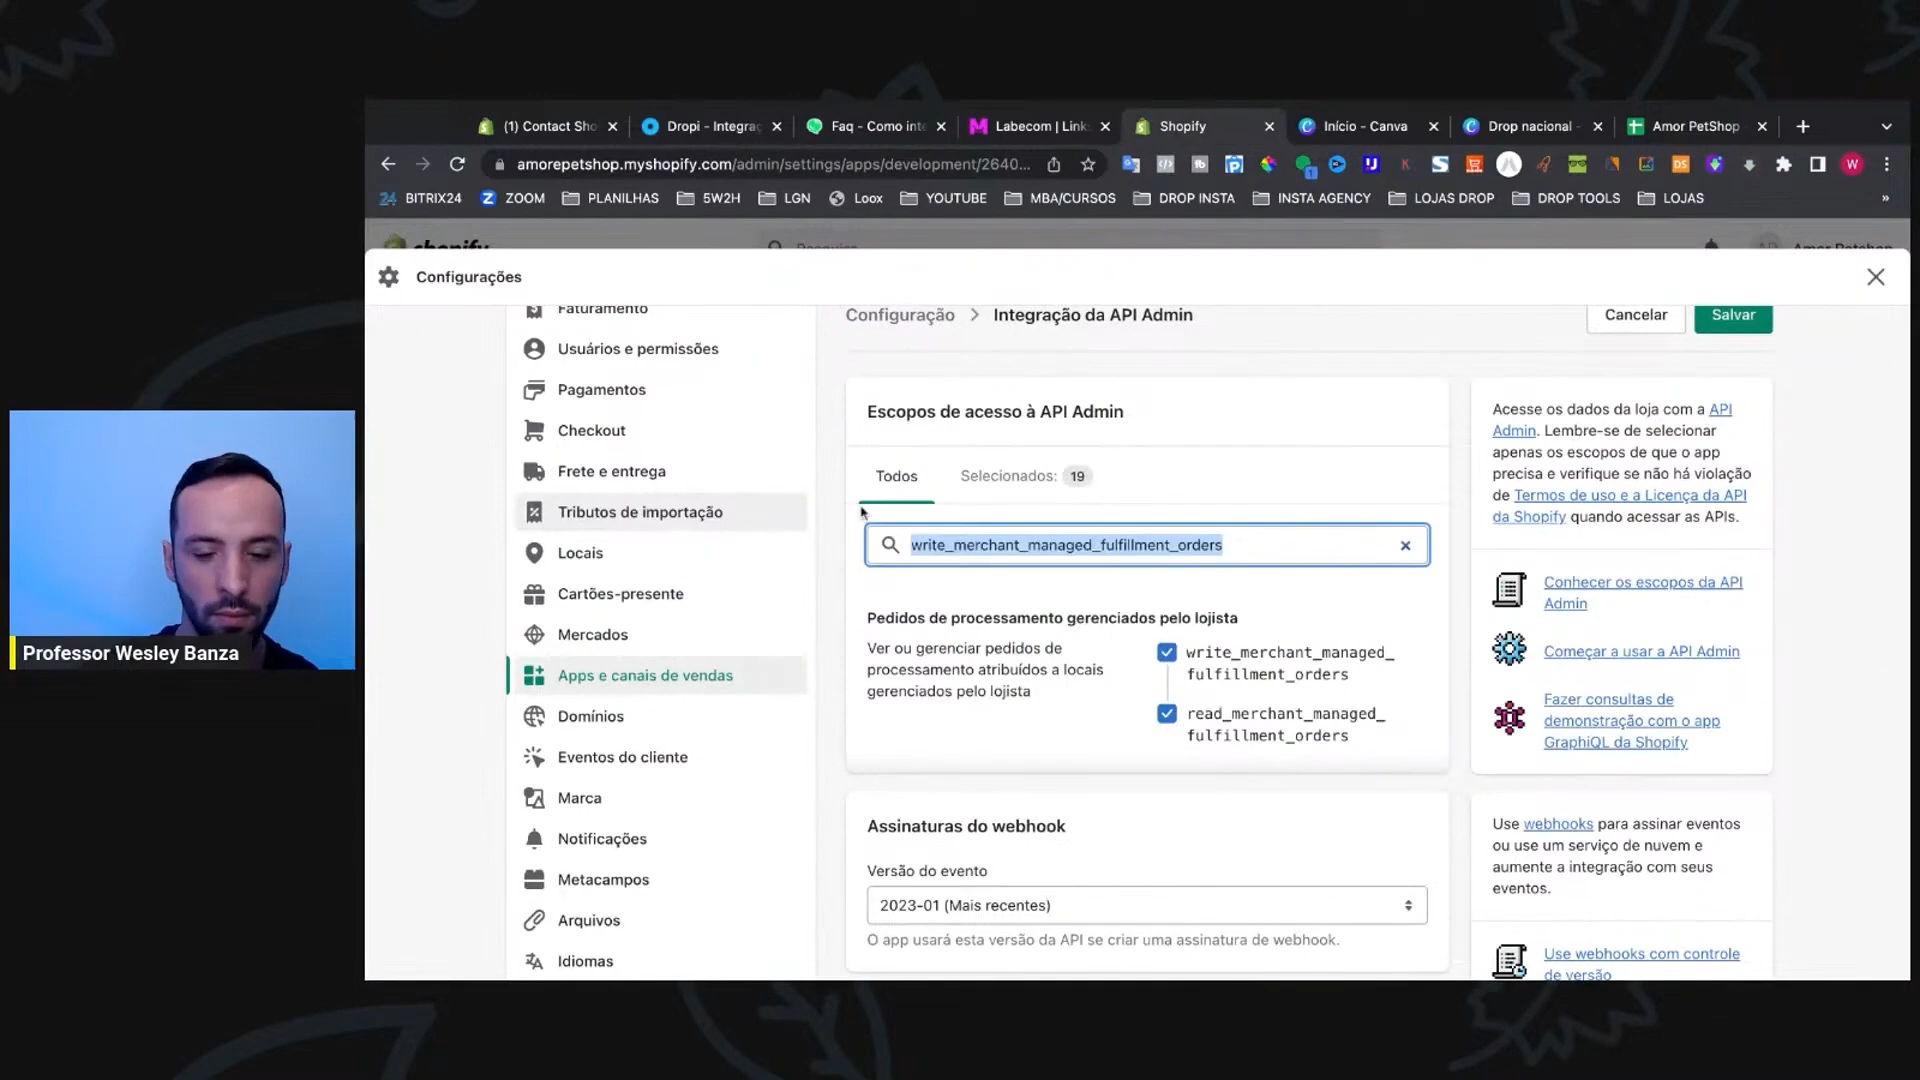 (1) Contact Sho
Dropi - Integraç
Faq - Como inte
Labecom | Link
Shopify
Início - Canva
Drop nacional -
Amor PetShop
amorepetshop.myshopify.com/admin/settings/apps/development/2640...
BITRIX24
ZOOM
PLANILHAS
5W2H
LGN
Loox
YOUTUBE
MBA/CURSOS
DROP INSTA
INSTA AGENCY
LOJAS DROP
DROP TOOLS
LOJAS
»
shopify
Pesquisa
Amor Petshop
Configurações
Faturamento
Usuários e permissões
Pagamentos
Checkout
Frete e entrega
Tributos de importação
Locais
Cartões-presente
Mercados
Apps e canais de vendas
Domínios
Eventos do cliente
Marca
Notificações
Metacampos
Arquivos
Idiomas
Configuração > Integração da API Admin
Cancelar
Salvar
Escopos de acesso à API Admin
Todos
Selecionados: 19
write_merchant_managed_fulfillment_orders
Pedidos de processamento gerenciados pelo lojista
Ver ou gerenciar pedidos de
processamento atribuídos a locais
gerenciados pelo lojista
write_merchant_managed_
fulfillment_orders
read_merchant_managed_
fulfillment_orders
Assinaturas do webhook
Versão do evento
2023-01 (Mais recentes)
O app usará esta versão da API se criar uma assinatura de webhook.
Acesse os dados da loja com a API
Admin. Lembre-se de selecionar
apenas os escopos de que o app
precisa e verifique se não há violação
de Termos de uso e a Licença da API
da Shopify quando acessar as APIs.
Conhecer os escopos da API
Admin
Começar a usar a API Admin
Fazer consultas de
demonstração com o app
GraphiQL da Shopify
Use webhooks para assinar eventos
ou use um serviço de nuvem e
aumente a integração com seus
eventos.
Use webhooks com controle
de versão
Professor Wesley Banza